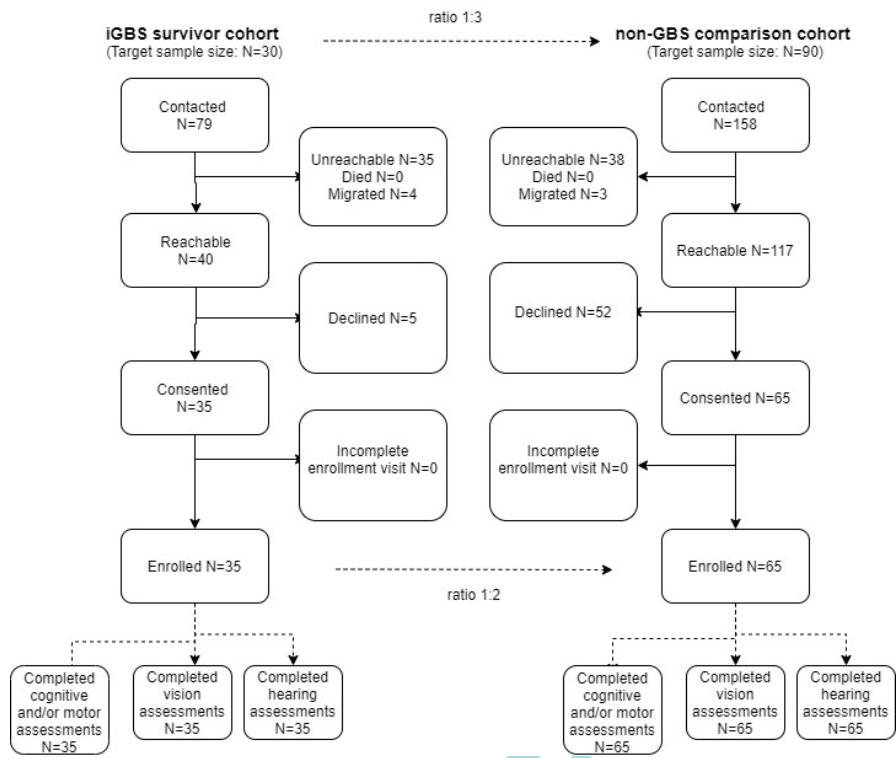 ratio 1:3
iGBS survivor cohort
(Target sample size: N=30)
non-GBS comparison cohort
(Target sample size: N=90)
Contacted
N=79
Contacted
N=158
Unreachable N=35
Died N=0
Migrated N=4
Unreachable N=38
Died N=0
Migrated N=3
Reachable
N=40
Reachable N=117
Declined N=5
Declined N=52
Consented
N=35
Consented N=65
Incomplete
enrollment visit N=0
Incomplete
enrollment visit N=0
Enrolled N=35
Enrolled N=65
ratio 1:2
Completed
cognitive
and/or motor
assessments
N=35
Completed
vision
assessments
N=35
Completed
hearing
assessments
N=35
Completed
cognitive
and/or motor
assessments
N=65
Completed
vision
assessments
N=65
Completed
hearing
assessments
N=65